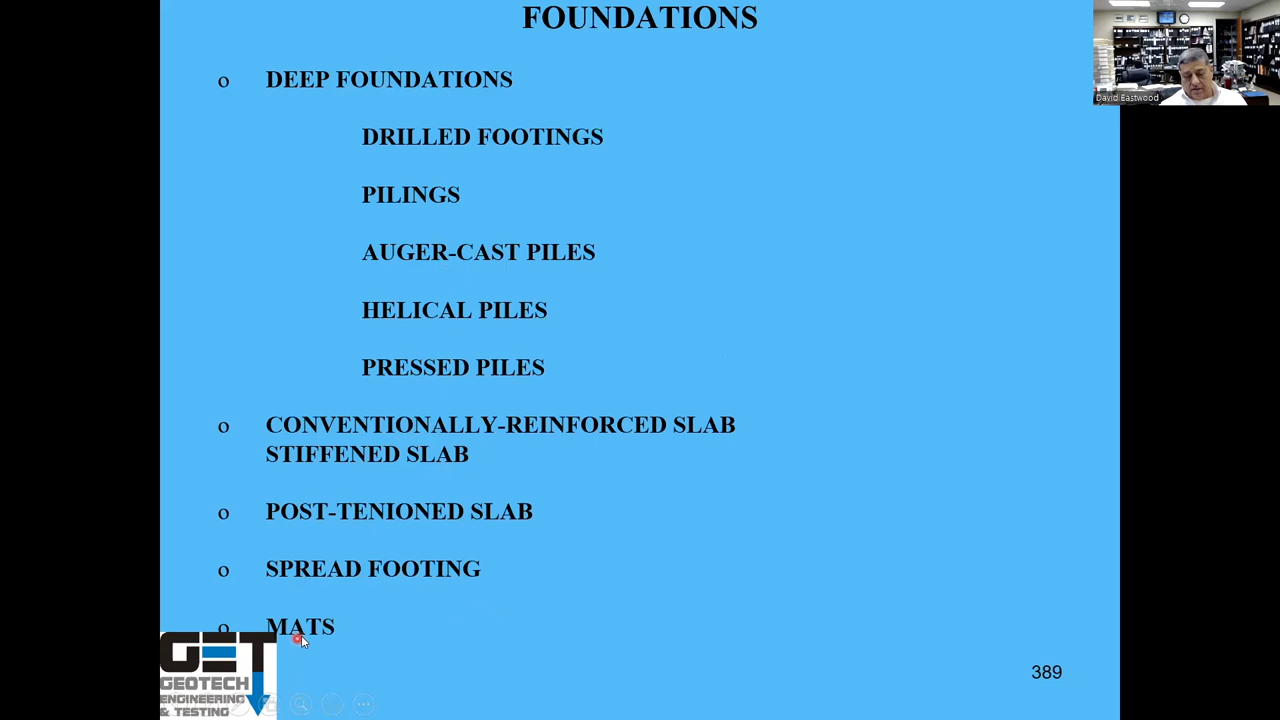 FOUNDATIONS
o DEEP FOUNDATIONS
DRILLED FOOTINGS
PILINGS
AUGER-CAST PILES
HELICAL PILES
PRESSED PILES
o CONVENTIONALLY-REINFORCED SLAB
STIFFENED SLAB
o POST-TENIONED SLAB
o SPREAD FOOTING
o MATS
389
GET
GEOTECH
ENGINEERING
& TESTING
David Eastwood